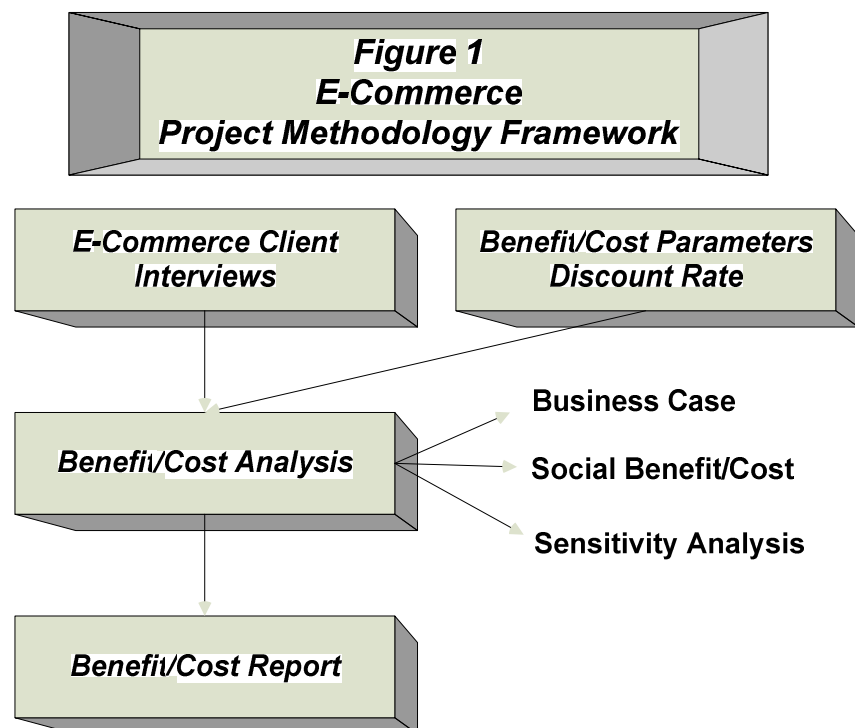 Figure 1
E-Commerce
Project Methodology Framework
E-Commerce Client
Interviews
Benefit/Cost Parameters
Discount Rate
Benefit/Cost Analysis
Business Case
Social Benefit/Cost
Sensitivity Analysis
Benefit/Cost Report